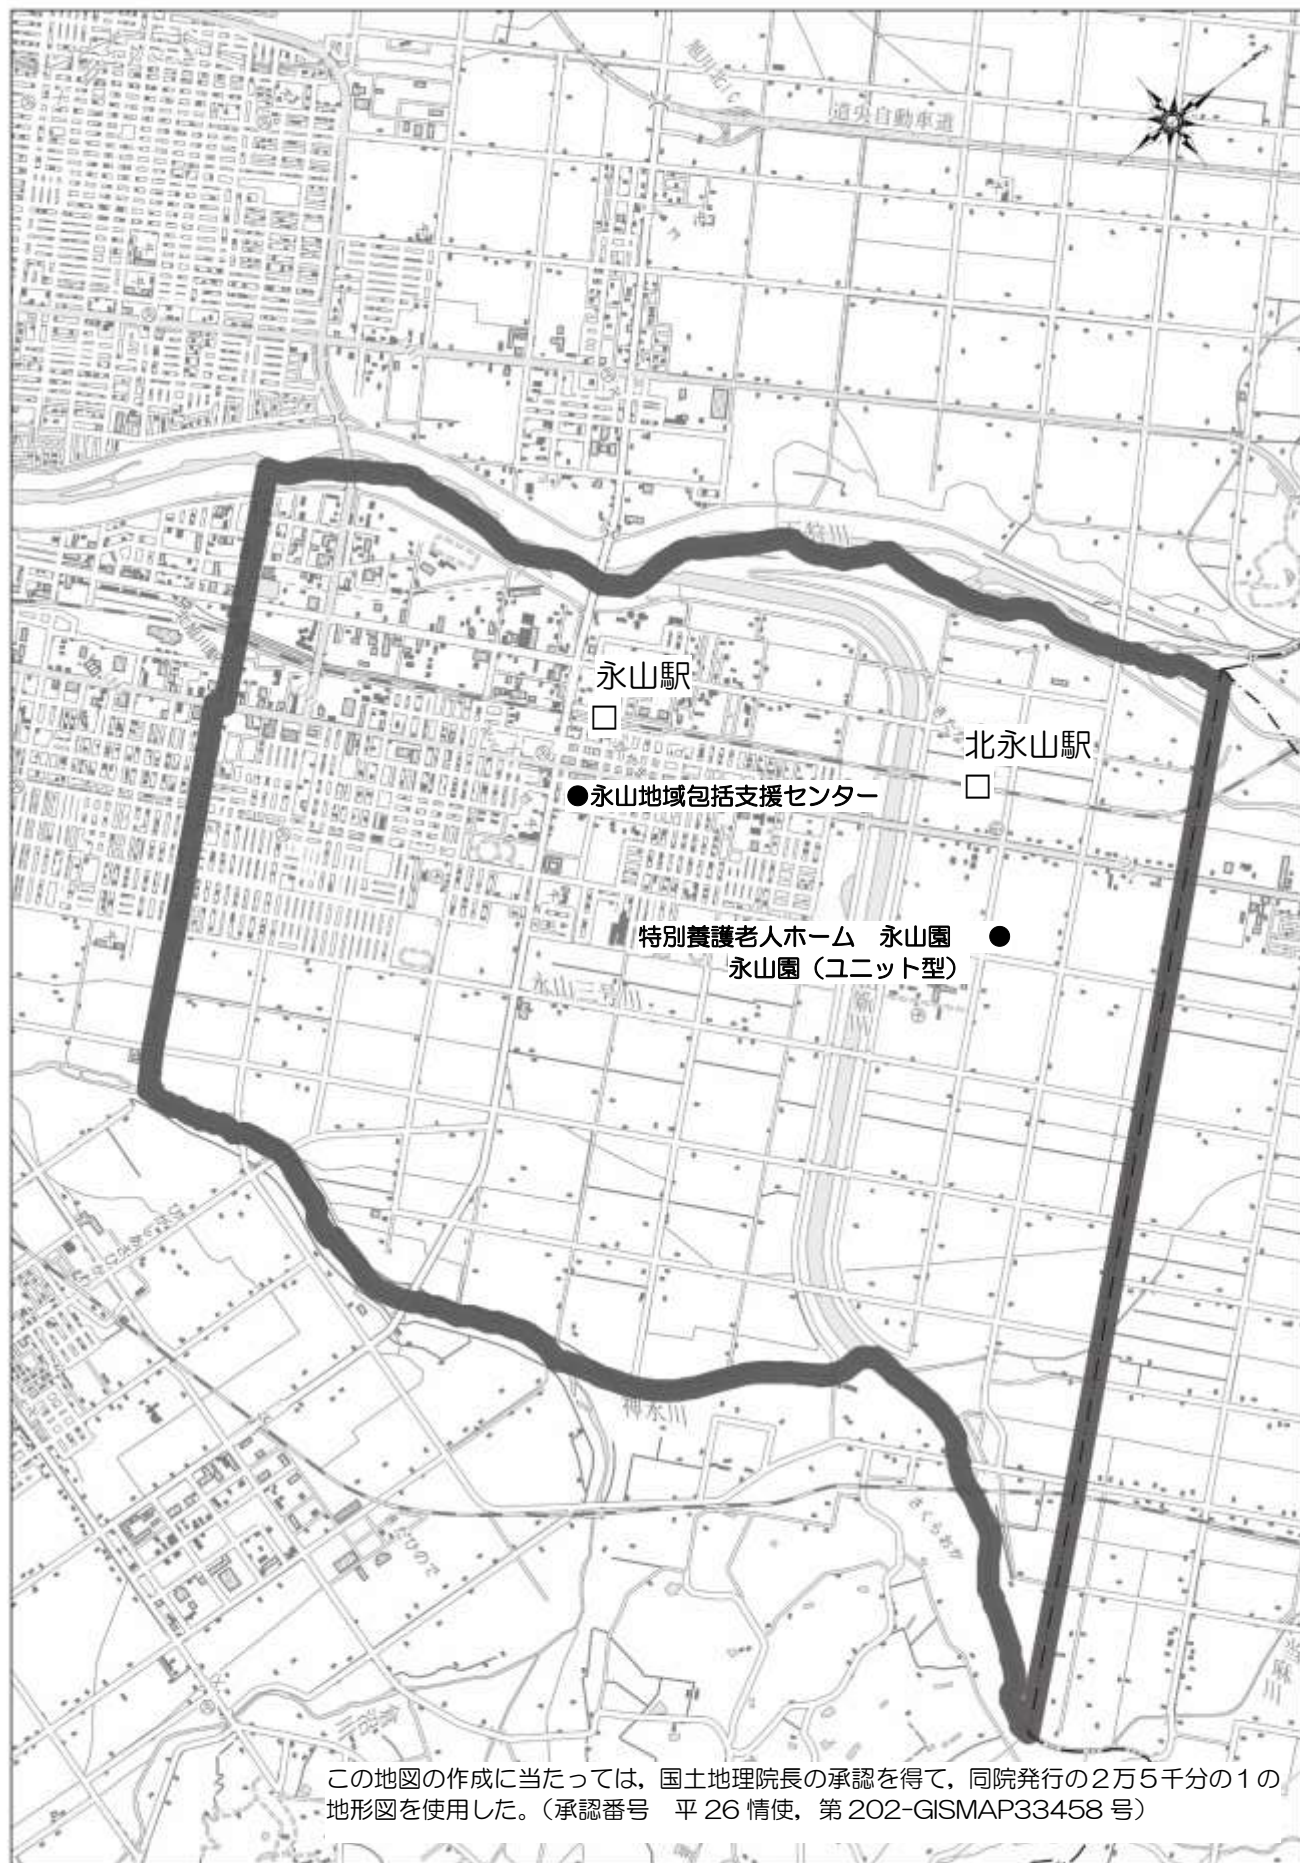 道央自動車道
永山駅
北永山駅
●永山地域包括支援センター
特別養護老人ホーム　永山園　●
永山園（ユニット型）
さくらおか
この地図の作成に当たっては，国土地理院長の承認を得て，同院発行の２万５千分の１の
地形図を使用した。（承認番号　平 26 情使，第 202-GISMAP33458 号）